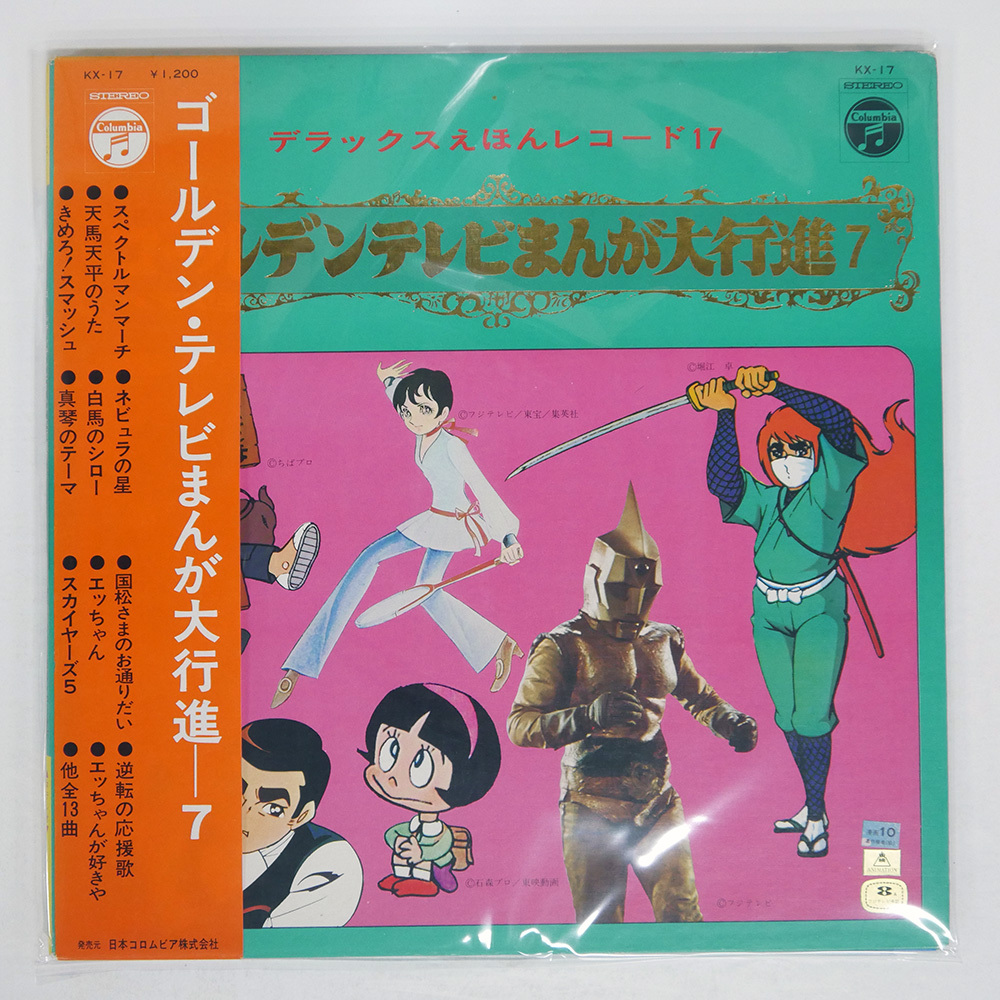 KX-17 ¥1,200
STEREO
Columbia
ゴールデン・テレビまんが大行進―7
●スペクトルマンマーチ ●ネビュラの星 ●国松さまのお通りだい ●逆転の応援歌
●天馬天平のうた ●白馬のシロー ●エッちゃん ●エッちゃんが好きや
●きめろ!スマッシュ ●真琴のテーマ ●スカイヤーズ5 ●他全13曲
発売元 日本コロムビア株式会社
KX-17
STEREO
Columbia
デラックスえほんレコード17
ルデンテレビまんが大行進7
©堀江 卓
©フジテレビ/東宝/集英社
©ちばプロ
©石森プロ/東映動画
©フジテレビ
10
8